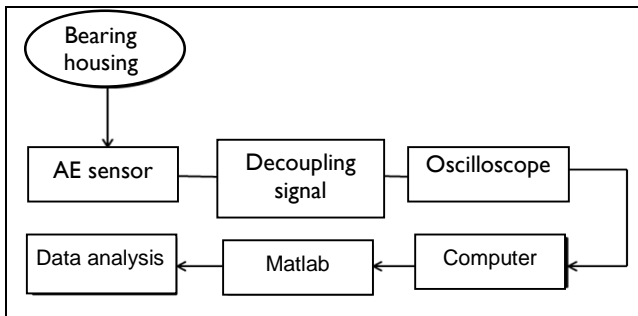 Bearing
housing
AE sensor
Decoupling
signal
Oscilloscope
Computer
Matlab
Data analysis